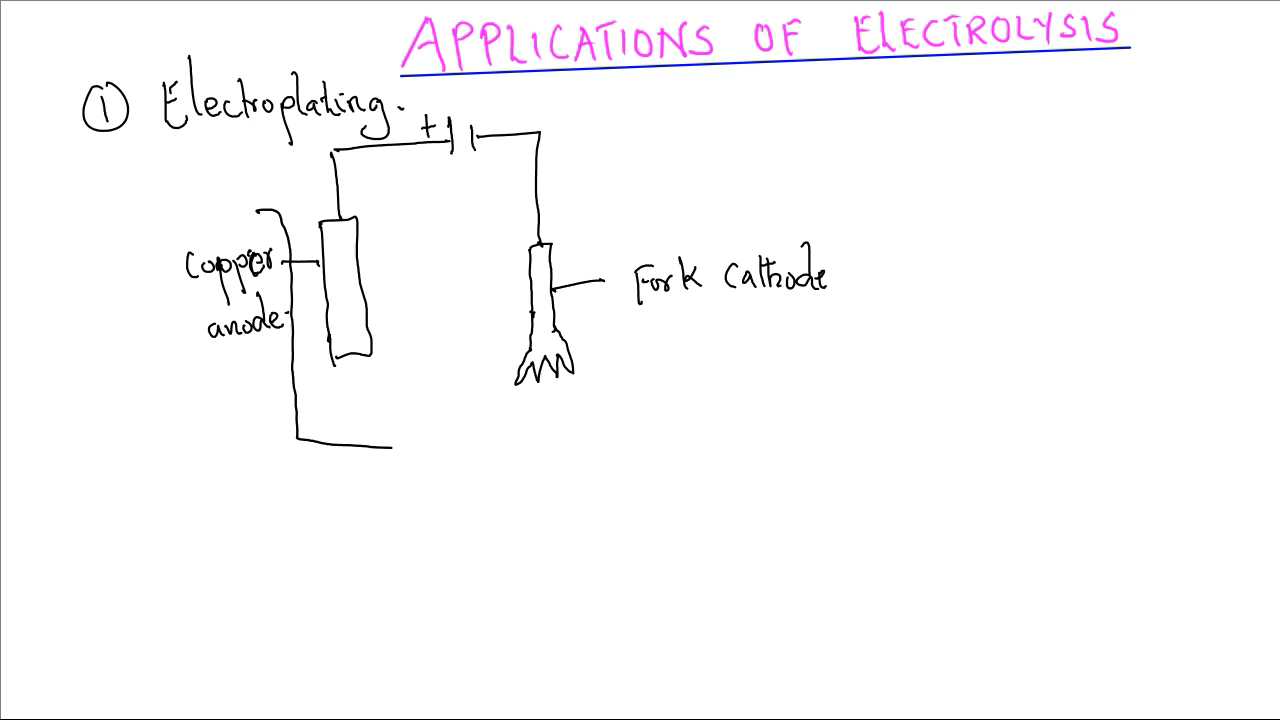 APPLICATIONS OF ElECTROLYSIS
① Electroplating.
+
Copper
anode.
Fork Cathode